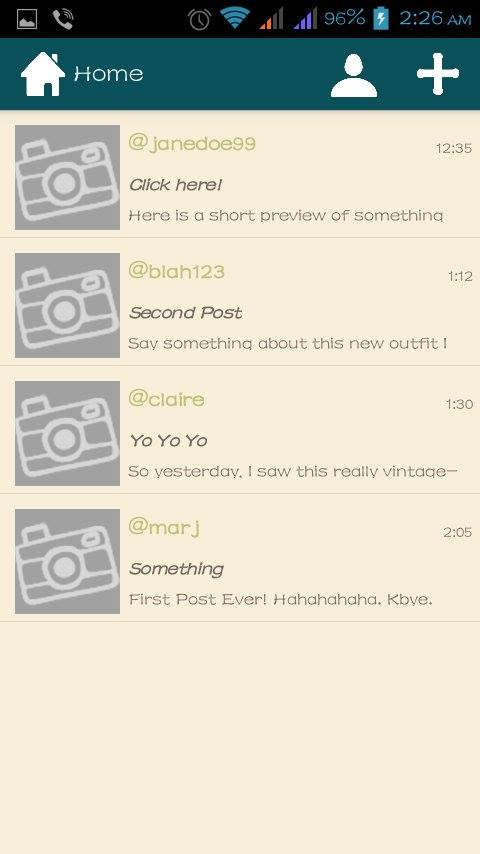 96% 2:26 AM
Home
@janedoe99
12:35
Click here!
Here is a short preview of something
@blah123
1:12
Second Post
Say something about this new outfit I
@claire
1:30
Yo Yo Yo
So yesterday, I saw this really vintage-
@marj
2:05
Something
First Post Ever! Hahahahaha. Kbye.